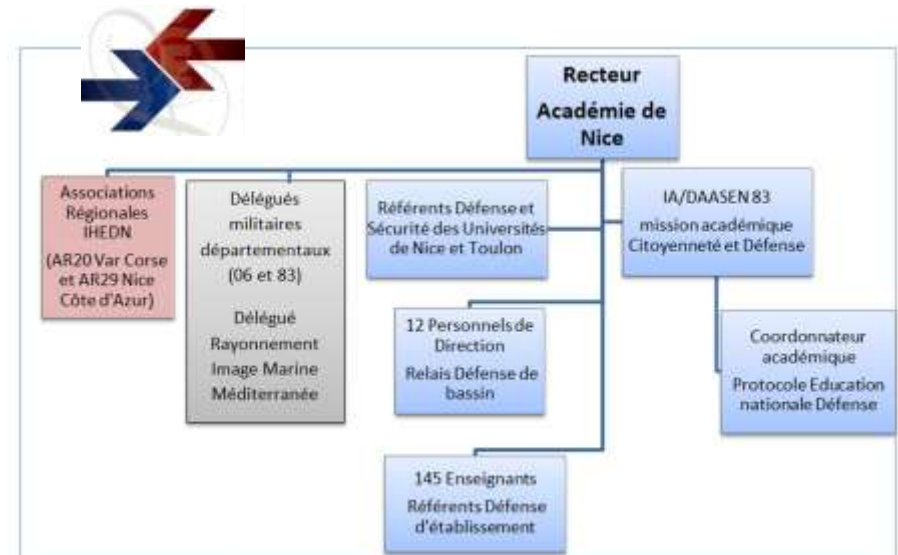 Recteur
Académie de
Nice
Associations
Régionales
IHEDN
(AR20 Var Corse
et AR29 Nice
Côte d'Azur)
Délégués
militaires
départementaux
(06 et 83)
Délégué
Rayonnement
Image Marine
Méditerranée
Référents Défense et
Sécurité des Universités
de Nice et Toulon
IA/DAASEN 83
mission académique
Citoyenneté et Défense
12 Personnels de
Direction
Relais Défense de
bassin
Coordonnateur
académique
Protocole Education
nationale Défense
145 Enseignants
Référents Défense
d'établissement